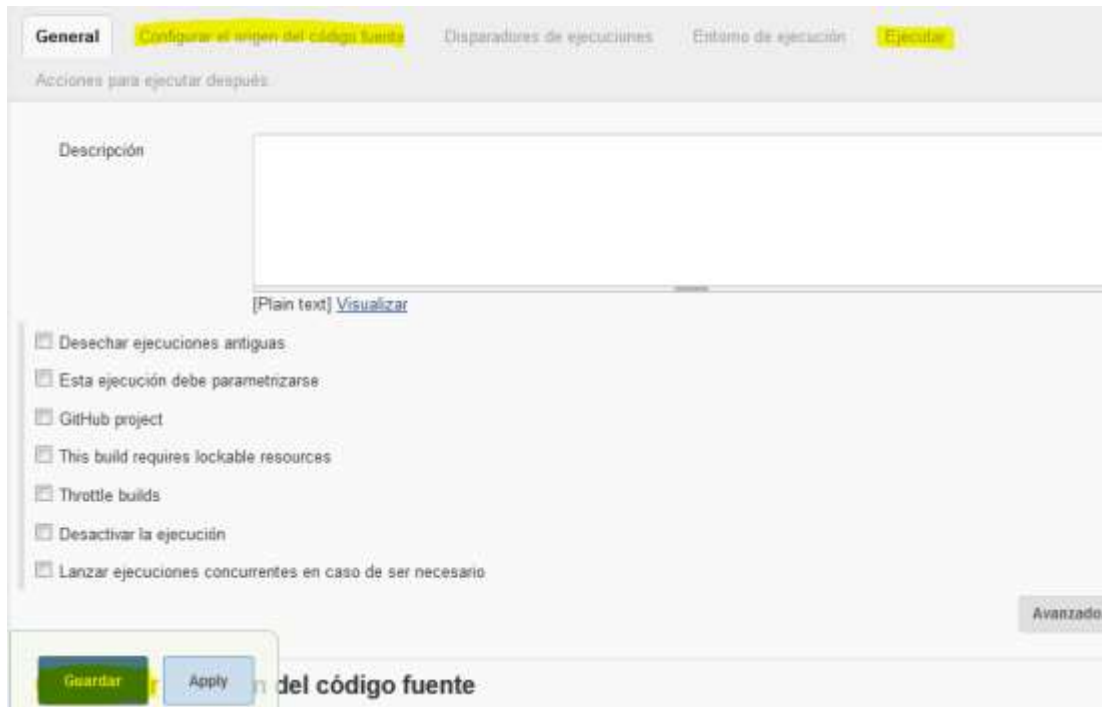 General Configurar el origen del código fuente Disparadores de ejecuciones Entorno de ejecución Ejecutar
Acciones para ejecutar después.
Descripción
[Plain text] Visualizar
Desechar ejecuciones antiguas
Esta ejecución debe parametrizarse
GitHub project
This build requires lockable resources
Throttle builds
Desactivar la ejecución
Lanzar ejecuciones concurrentes en caso de ser necesario
Avanzado
Guardar Apply del código fuente